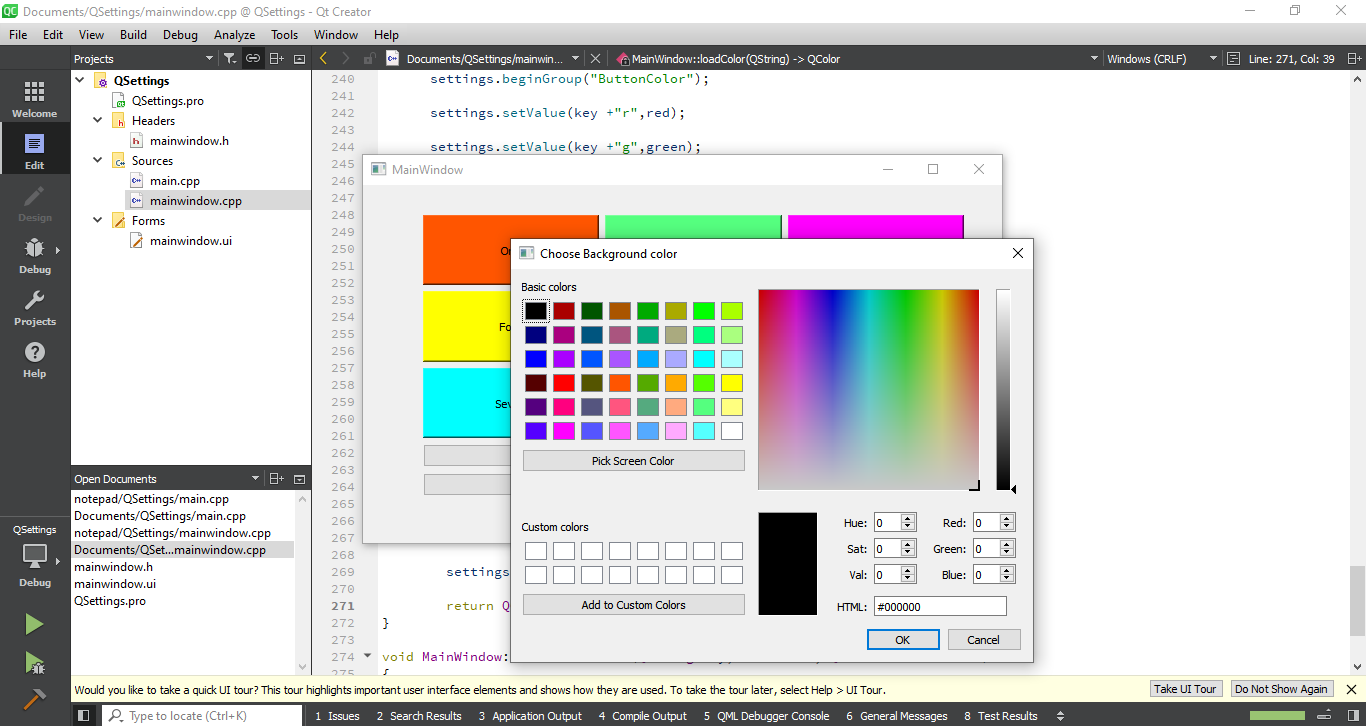 QC Documents/QSettings/mainwindow.cpp @ QSettings - Qt Creator
File Edit View Build Debug Analyze Tools Window Help
Projects
Documents/QSettings/mainwin...
MainWindow::loadColor(QString) -> QColor
Windows (CRLF)
Line: 271, Col: 39
Welcome
Edit
Design
Debug
Projects
Help
QSettings
QSettings.pro
Headers
mainwindow.h
Sources
main.cpp
mainwindow.cpp
Forms
mainwindow.ui
Open Documents
notepad/QSettings/main.cpp
Documents/QSettings/main.cpp
notepad/QSettings/mainwindow.cpp
Documents/QSet...mainwindow.cpp
mainwindow.h
mainwindow.ui
QSettings.pro
QSettings
Debug
240 settings.beginGroup("ButtonColor");
241
242 settings.setValue(key +"r",red);
243
244 settings.setValue(key +"g",green);
245
246
247
248
249
250
251
252
253
254
255
256
257
258
259
260
261
262
263
264
265
266
267
268
269 settings
270
271 return Q
272 }
273
274 void MainWindow:
275 {
MainWindow
Choose Background color
Basic colors
Pick Screen Color
Custom colors
Add to Custom Colors
Hue: 0 Red: 0
Sat: 0 Green: 0
Val: 0 Blue: 0
HTML: #000000
OK Cancel
Would you like to take a quick UI tour? This tour highlights important user interface elements and shows how they are used. To take the tour later, select Help > UI Tour.
Take UI Tour Do Not Show Again
Type to locate (Ctrl+K)
1 Issues 2 Search Results 3 Application Output 4 Compile Output 5 QML Debugger Console 6 General Messages 8 Test Results